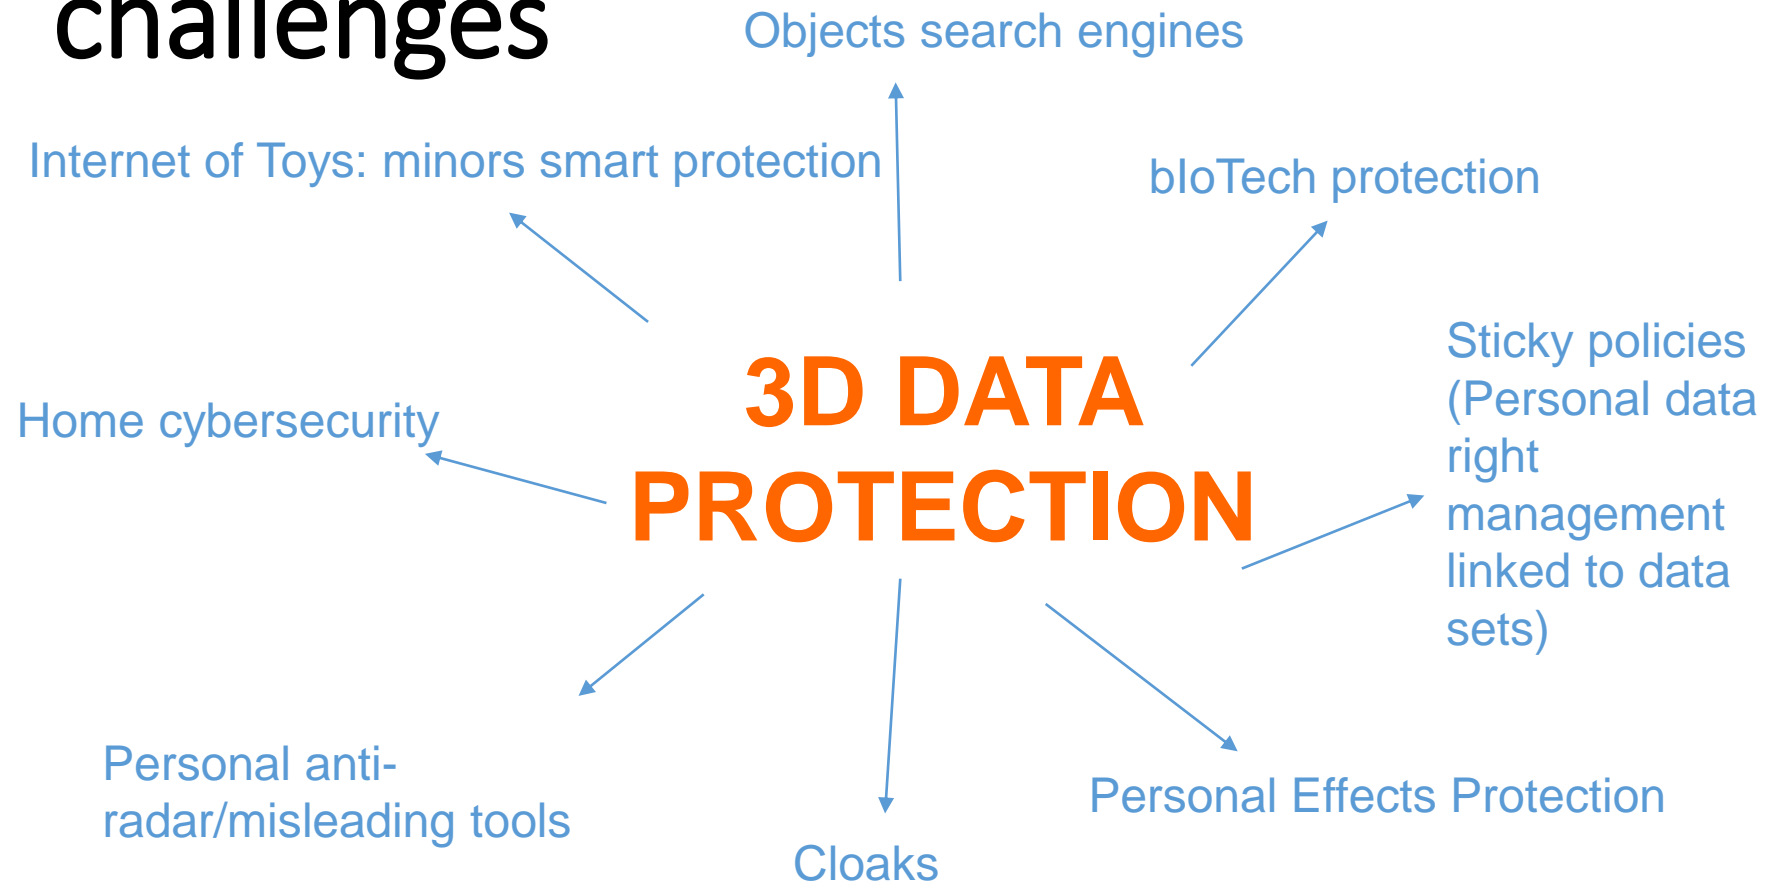 challenges
Objects search engines
Internet of Toys: minors smart protection
bIoTech protection
3D DATA
PROTECTION
Sticky policies
(Personal data
right
management
linked to data
sets)
Home cybersecurity
Personal anti-
radar/misleading tools
Cloaks
Personal Effects Protection